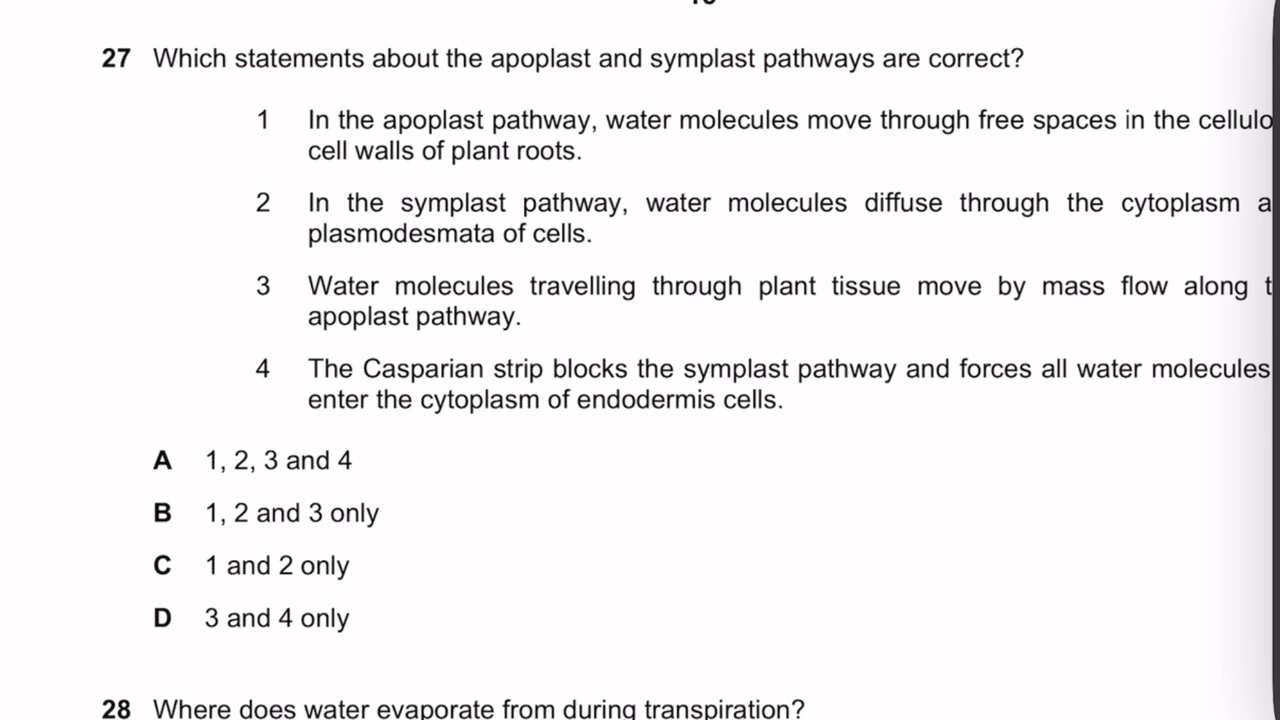 27 Which statements about the apoplast and symplast pathways are correct?
1 In the apoplast pathway, water molecules move through free spaces in the cellulo
cell walls of plant roots.
2 In the symplast pathway, water molecules diffuse through the cytoplasm a
plasmodesmata of cells.
3 Water molecules travelling through plant tissue move by mass flow along t
apoplast pathway.
4 The Casparian strip blocks the symplast pathway and forces all water molecules
enter the cytoplasm of endodermis cells.
A 1, 2, 3 and 4
B 1, 2 and 3 only
C 1 and 2 only
D 3 and 4 only
28 Where does water evaporate from during transpiration?